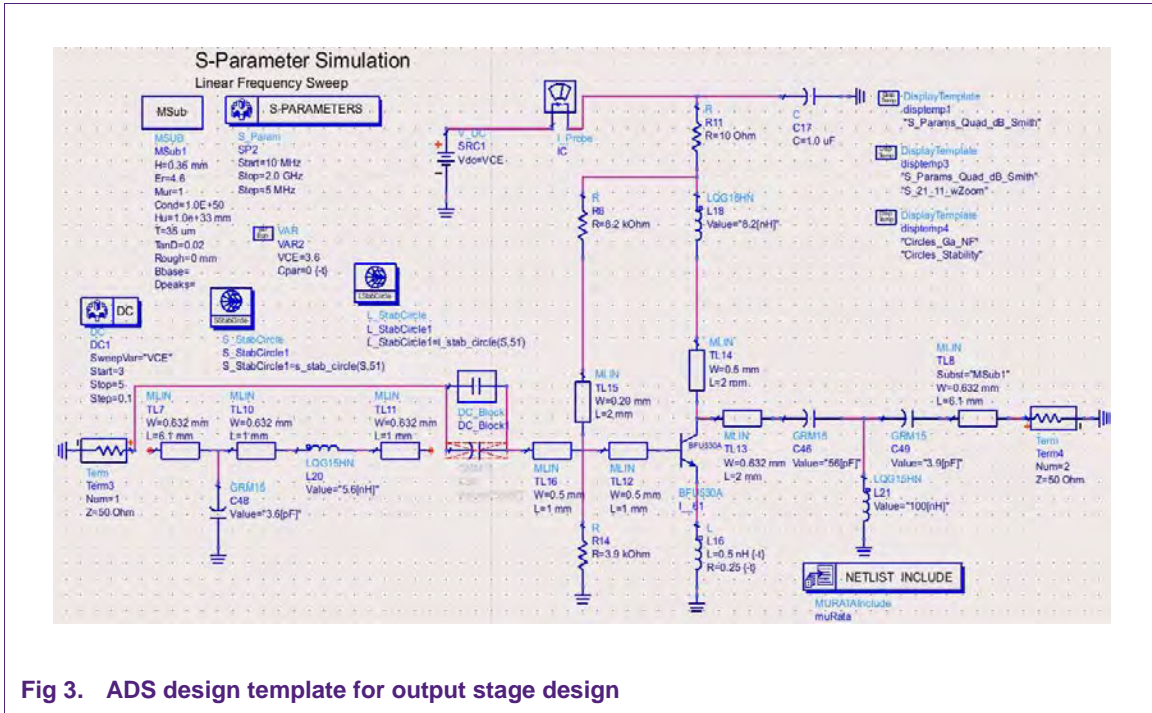 S-Parameter Simulation
Linear Frequency Sweep
MSub
MSUB
MSub1
H=0.36 mm
Er=4.6
Mur=1
Cond=1.0E+50
Hu=1.0e+33 mm
T=35 um
TanD=0.02
Rough=0 mm
Bbase=
Dpeaks=
S-PARAMETERS
S_Param
SP2
Start=10 MHz
Stop=2.0 GHz
Step=5 MHz
VAR
VAR2
VCE=3.6
Cpar=0 {-t}
V_DC
SRC1
Vdc=VCE
I_Probe
IC
R
R11
R=10 Ohm
C
C17
C=1.0 uF
DisplayTemplate
disptemp1
"S_Params_Quad_dB_Smith"
DisplayTemplate
disptemp3
"S_Params_Quad_dB_Smith"
"S_21_11_wZoom"
DisplayTemplate
disptemp4
"Circles_Ga_NF"
"Circles_Stability"
R
R6
R=8.2 kOhm
LQG15HN
L18
Value="8.2[nH]"
DC
DC
DC1
SweepVar="VCE"
Start=3
Stop=5
Step=0.1
SStabCircle
S_StabCircle
S_StabCircle1
S_StabCircle1=s_stab_circle(S,51)
LStabCircle
L_StabCircle
L_StabCircle1
L_StabCircle1=l_stab_circle(S,51)
MLIN
TL14
W=0.5 mm
L=2 mm
MLIN
TL15
W=0.20 mm
L=2 mm
MLIN
TL8
Subst="MSub1"
W=0.632 mm
L=6.1 mm
MLIN
TL7
W=0.632 mm
L=6.1 mm
MLIN
TL10
W=0.632 mm
L=1 mm
MLIN
TL11
W=0.632 mm
L=1 mm
DC_Block
DC_Block1
Term
Term3
Num=1
Z=50 Ohm
GRM15
C48
Value="3.6[pF]"
LQG15HN
L20
Value="5.6[nH]"
MLIN
TL16
W=0.5 mm
L=1 mm
MLIN
TL12
W=0.5 mm
L=1 mm
BFU530A
BFU530A
I__61
MLIN
TL13
W=0.632 mm
L=2 mm
GRM15
C46
Value="56[pF]"
GRM15
C49
Value="3.9[pF]"
Term
Term4
Num=2
Z=50 Ohm
LQG15HN
L21
Value="100[nH]"
R
R14
R=3.9 kOhm
L
L16
L=0.5 nH {-t}
R=0.25 {-t}
NETLIST INCLUDE
MURATAInclude
muRata
Fig 3. ADS design template for output stage design